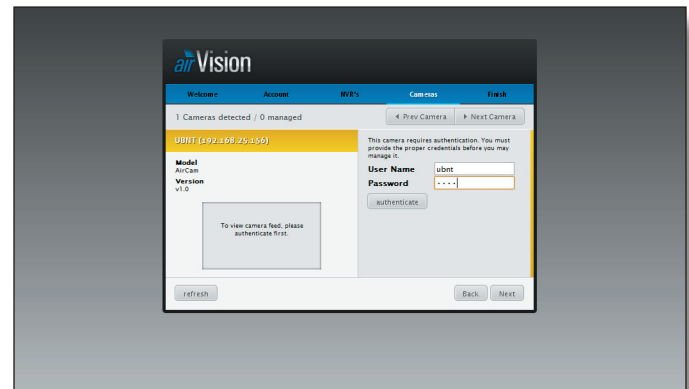 airVision
Welcome Account NVR's Cameras Finish
1 Cameras detected / 0 managed
Prev Camera Next Camera
UBNT (192.168.25.156)
Model
AirCam
Version
v1.0
To view camera feed, please
authenticate first.
This camera requires authentication. You must
provide the proper credentials before you may
manage it.
User Name ubnt
Password ····
authenticate
refresh
Back Next